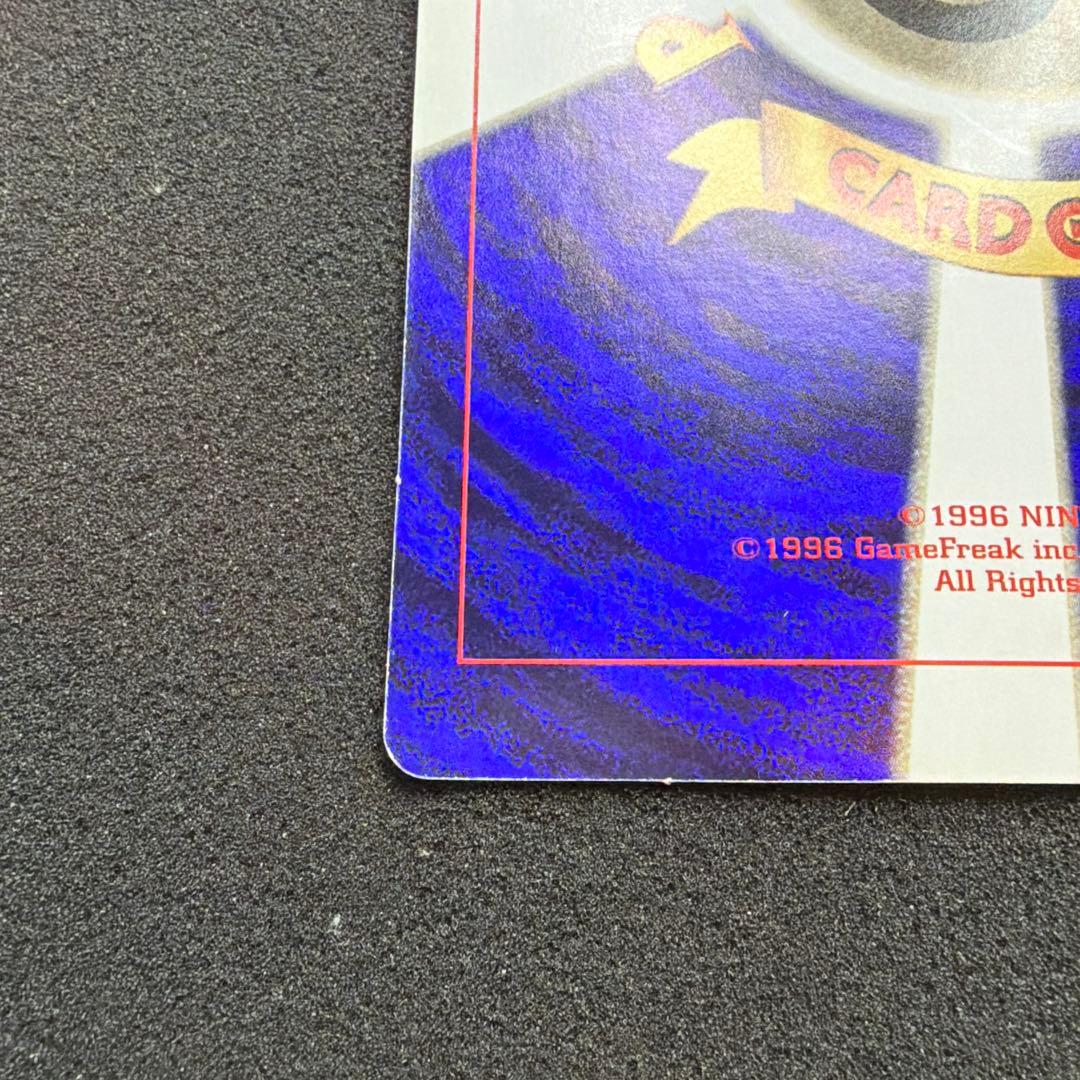 CARD G
©1996 NIN
©1996 GameFreak inc
All Rights